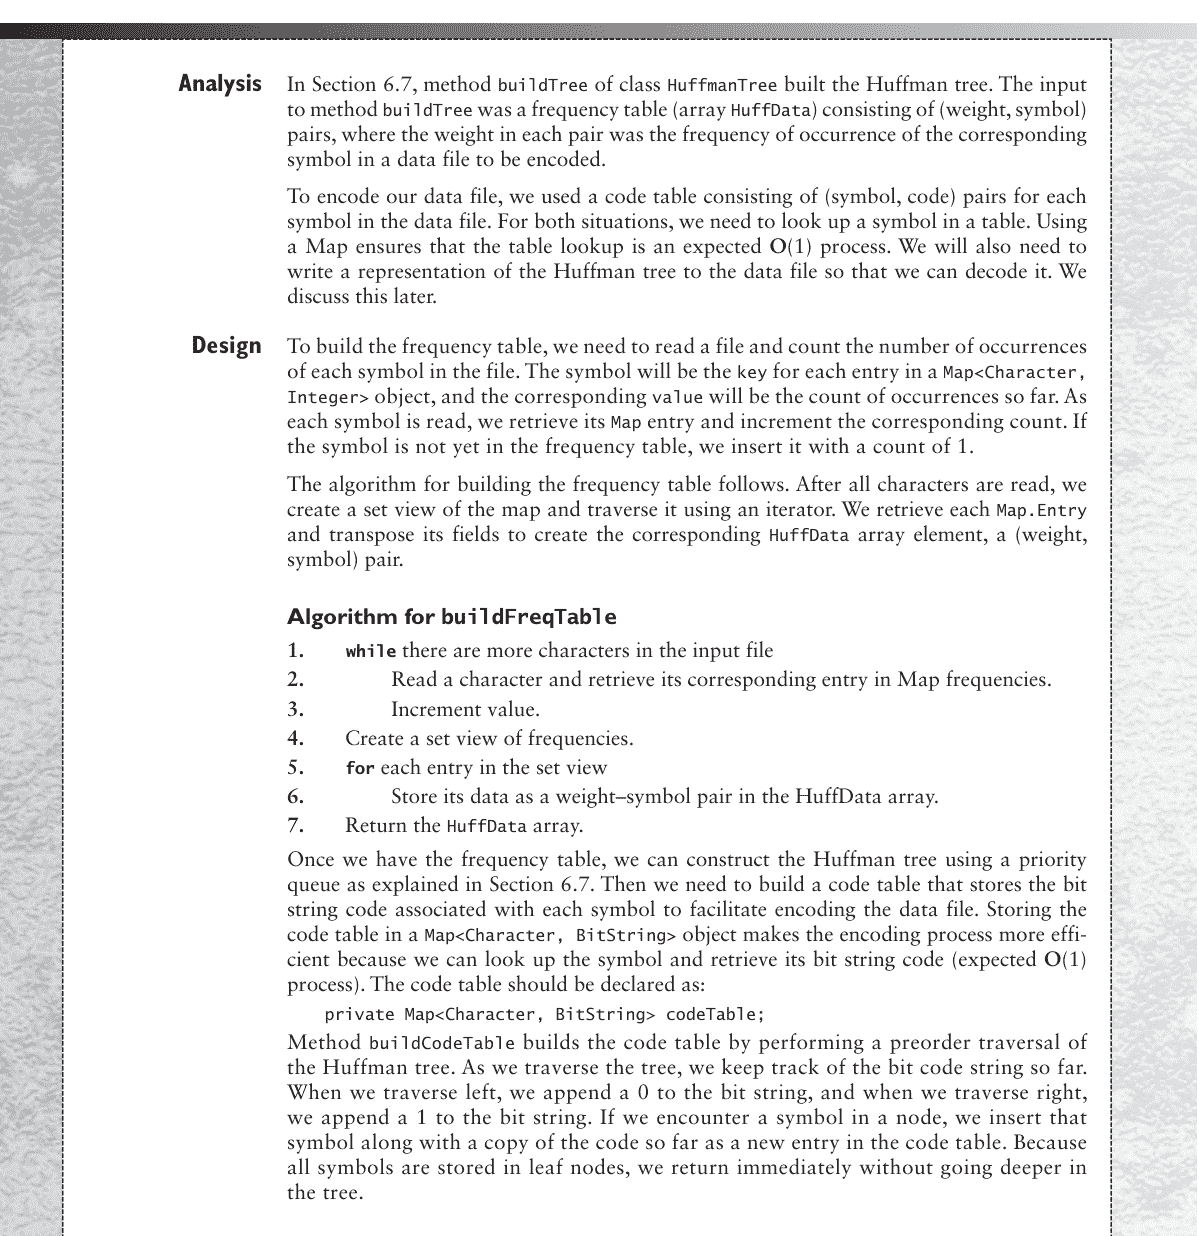 Analysis In Section 6.7, method buildTree of class HuffmanTree built the Huffman tree. The input
to method buildTree was a frequency table (array HuffData) consisting of (weight, symbol)
pairs, where the weight in each pair was the frequency of occurrence of the corresponding
symbol in a data file to be encoded.
To encode our data file, we used a code table consisting of (symbol, code) pairs for each
symbol in the data file. For both situations, we need to look up a symbol in a table. Using
a Map ensures that the table lookup is an expected O(1) process. We will also need to
write a representation of the Huffman tree to the data file so that we can decode it. We
discuss this later.
Design To build the frequency table, we need to read a file and count the number of occurrences
of each symbol in the file. The symbol will be the key for each entry in a Map<Character,
Integer> object, and the corresponding value will be the count of occurrences so far. As
each symbol is read, we retrieve its Map entry and increment the corresponding count. If
the symbol is not yet in the frequency table, we insert it with a count of 1.
The algorithm for building the frequency table follows. After all characters are read, we
create a set view of the map and traverse it using an iterator. We retrieve each Map.Entry
and transpose its fields to create the corresponding HuffData array element, a (weight,
symbol) pair.
Algorithm for buildFreqTable
1. while there are more characters in the input file
2. Read a character and retrieve its corresponding entry in Map frequencies.
3. Increment value.
4. Create a set view of frequencies.
5. for each entry in the set view
6. Store its data as a weight–symbol pair in the HuffData array.
7. Return the HuffData array.
Once we have the frequency table, we can construct the Huffman tree using a priority
queue as explained in Section 6.7. Then we need to build a code table that stores the bit
string code associated with each symbol to facilitate encoding the data file. Storing the
code table in a Map<Character, BitString> object makes the encoding process more effi-
cient because we can look up the symbol and retrieve its bit string code (expected O(1)
process). The code table should be declared as:
private Map<Character, BitString> codeTable;
Method buildCodeTable builds the code table by performing a preorder traversal of
the Huffman tree. As we traverse the tree, we keep track of the bit code string so far.
When we traverse left, we append a 0 to the bit string, and when we traverse right,
we append a 1 to the bit string. If we encounter a symbol in a node, we insert that
symbol along with a copy of the code so far as a new entry in the code table. Because
all symbols are stored in leaf nodes, we return immediately without going deeper in
the tree.